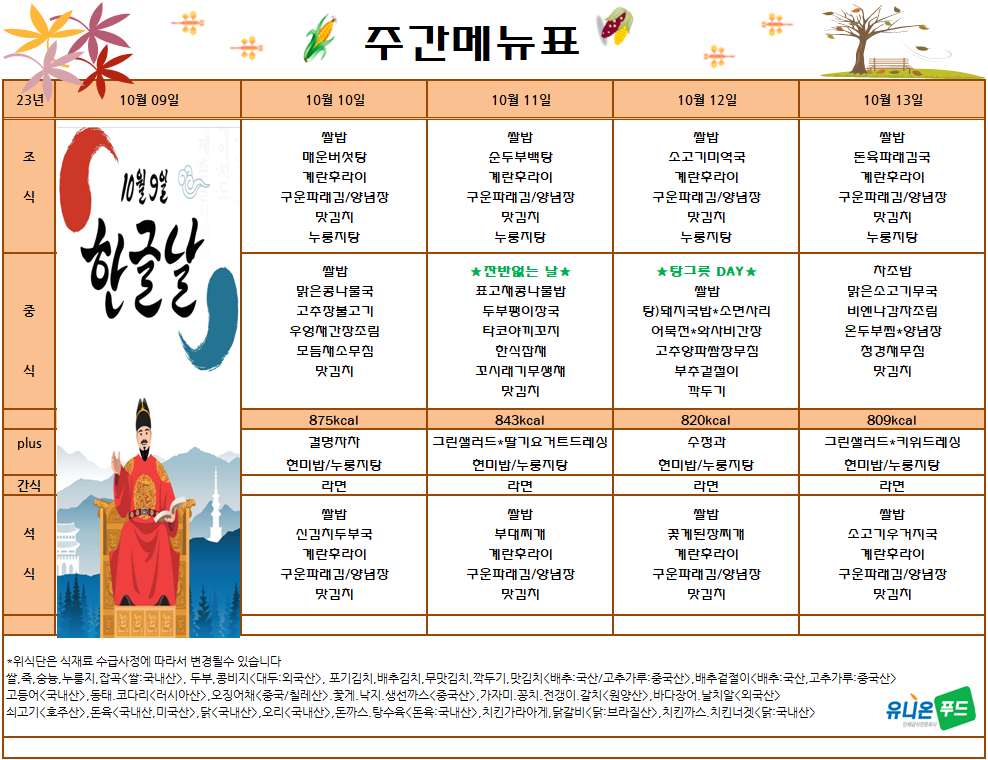 주간메뉴표
23년 10월 09일 10월 10일 10월 11일 10월 12일 10월 13일
10월 9일
한글날
조식
쌀밥 쌀밥 쌀밥 쌀밥
매운버섯탕 순두부백탕 소고기미역국 돈육파래김국
계란후라이 계란후라이 계란후라이 계란후라이
구운파래김/양념장 구운파래김/양념장 구운파래김/양념장 구운파래김/양념장
맛김치 맛김치 맛김치 맛김치
누룽지탕 누룽지탕 누룽지탕 누룽지탕
중식
쌀밥 ★잔반없는 날★ ★탕그릇 DAY★ 차조밥
맑은콩나물국 표고채콩나물밥 쌀밥 맑은소고기무국
고추장불고기 두부팽이장국 탕)돼지국밥*소면사리 비엔나감자조림
우엉채간장조림 타코야끼꼬치 어묵전*와사비간장 온두부찜*양념장
모듬채소무침 한식잡채 고추양파쌈장무침 청경채무침
맛김치 꼬시래기무생채 부추겉절이 맛김치
맛김치 깍두기
875kcal 843kcal 820kcal 809kcal
plus 결명자차 그린샐러드*딸기요거트드레싱 수정과 그린샐러드*키위드레싱
현미밥/누룽지탕 현미밥/누룽지탕 현미밥/누룽지탕 현미밥/누룽지탕
간식 라면 라면 라면 라면
석식
쌀밥 쌀밥 쌀밥 쌀밥
신김치두부국 부대찌개 꽃게된장찌개 소고기우거지국
계란후라이 계란후라이 계란후라이 계란후라이
구운파래김/양념장 구운파래김/양념장 구운파래김/양념장 구운파래김/양념장
맛김치 맛김치 맛김치 맛김치
*위식단은 식재료 수급사정에 따라서 변경될수 있습니다
쌀,죽,숭늉,누룽지,잡곡<쌀:국내산>, 두부,콩비지<대두:외국산>, 포기김치,배추김치,무맛김치,깍두기,맛김치<배추:국산/고추가루:중국산>,배추겉절이<배추:국산,고추가루:중국산>
고등어<국내산>,동태.코다리<러시아산>,오징어채<중국/칠레산>.꽃게.낙지.생선까스<중국산>,가자미.꽁치.전갱이.갈치<원양산>,바다장어.날치알<외국산>
쇠고기<호주산>,돈육<국내산,미국산>,닭<국내산>,오리<국내산>,돈까스.탕수육<돈육:국내산>,치킨가라아게,닭갈비<닭:브라질산>,치킨까스.치킨너겟<닭:국내산>
유니온푸드